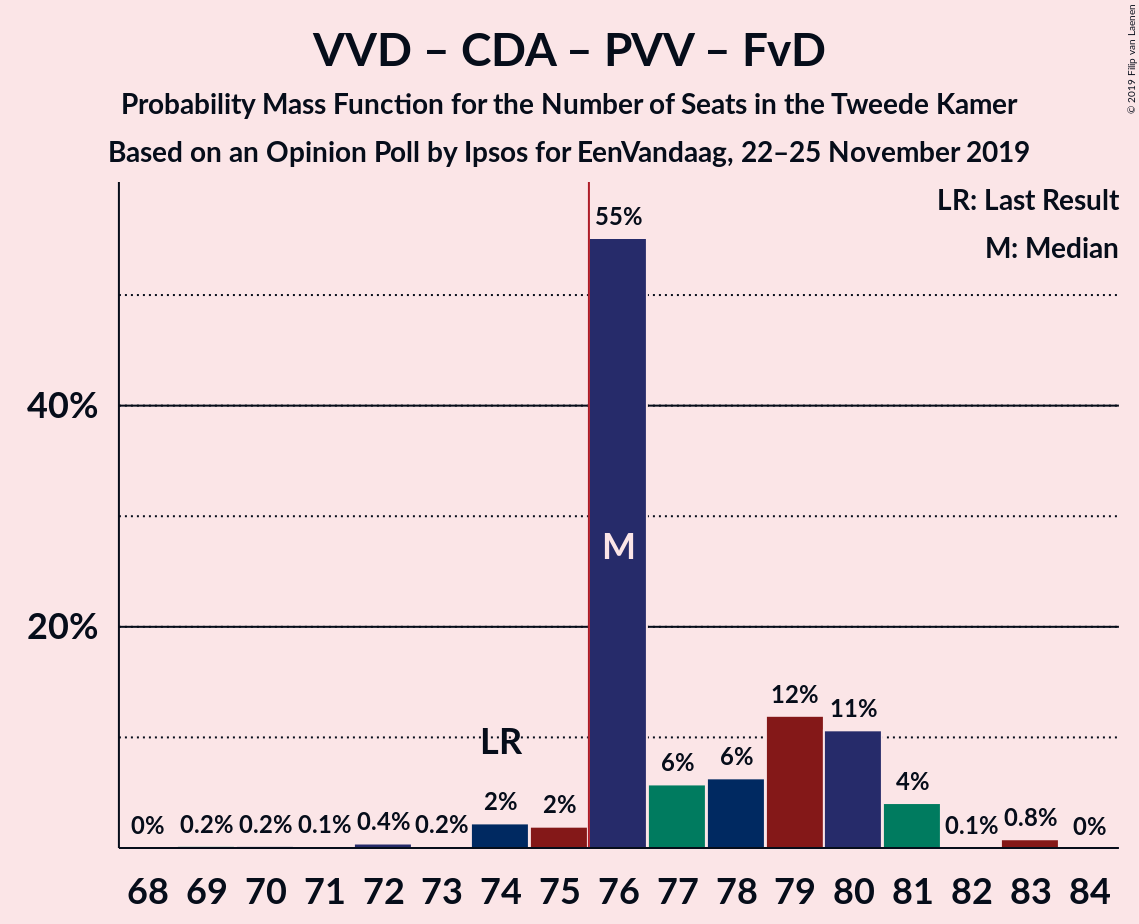 VVD – CDA – PVV – FvD
Probability Mass Function for the Number of Seats in the Tweede Kamer
Based on an Opinion Poll by Ipsos for EenVandaag, 22–25 November 2019
© 2019 Filip van Laenen
LR: Last Result
M: Median
55%
40%
M
20%
12%
11%
LR
6%
6%
4%
2%
2%
0%
0.2%
0.2%
0.1%
0.4%
0.2%
0.1%
0.8%
0%
68 69 70 71 72 73 74 75 76 77 78 79 80 81 82 83 84